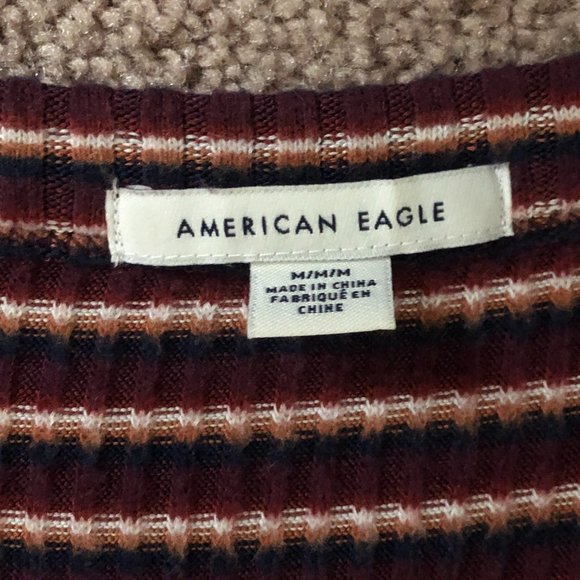 AMERICAN EAGLE
M/M/M
MADE IN CHINA
FABRIQUÉ EN
CHINE